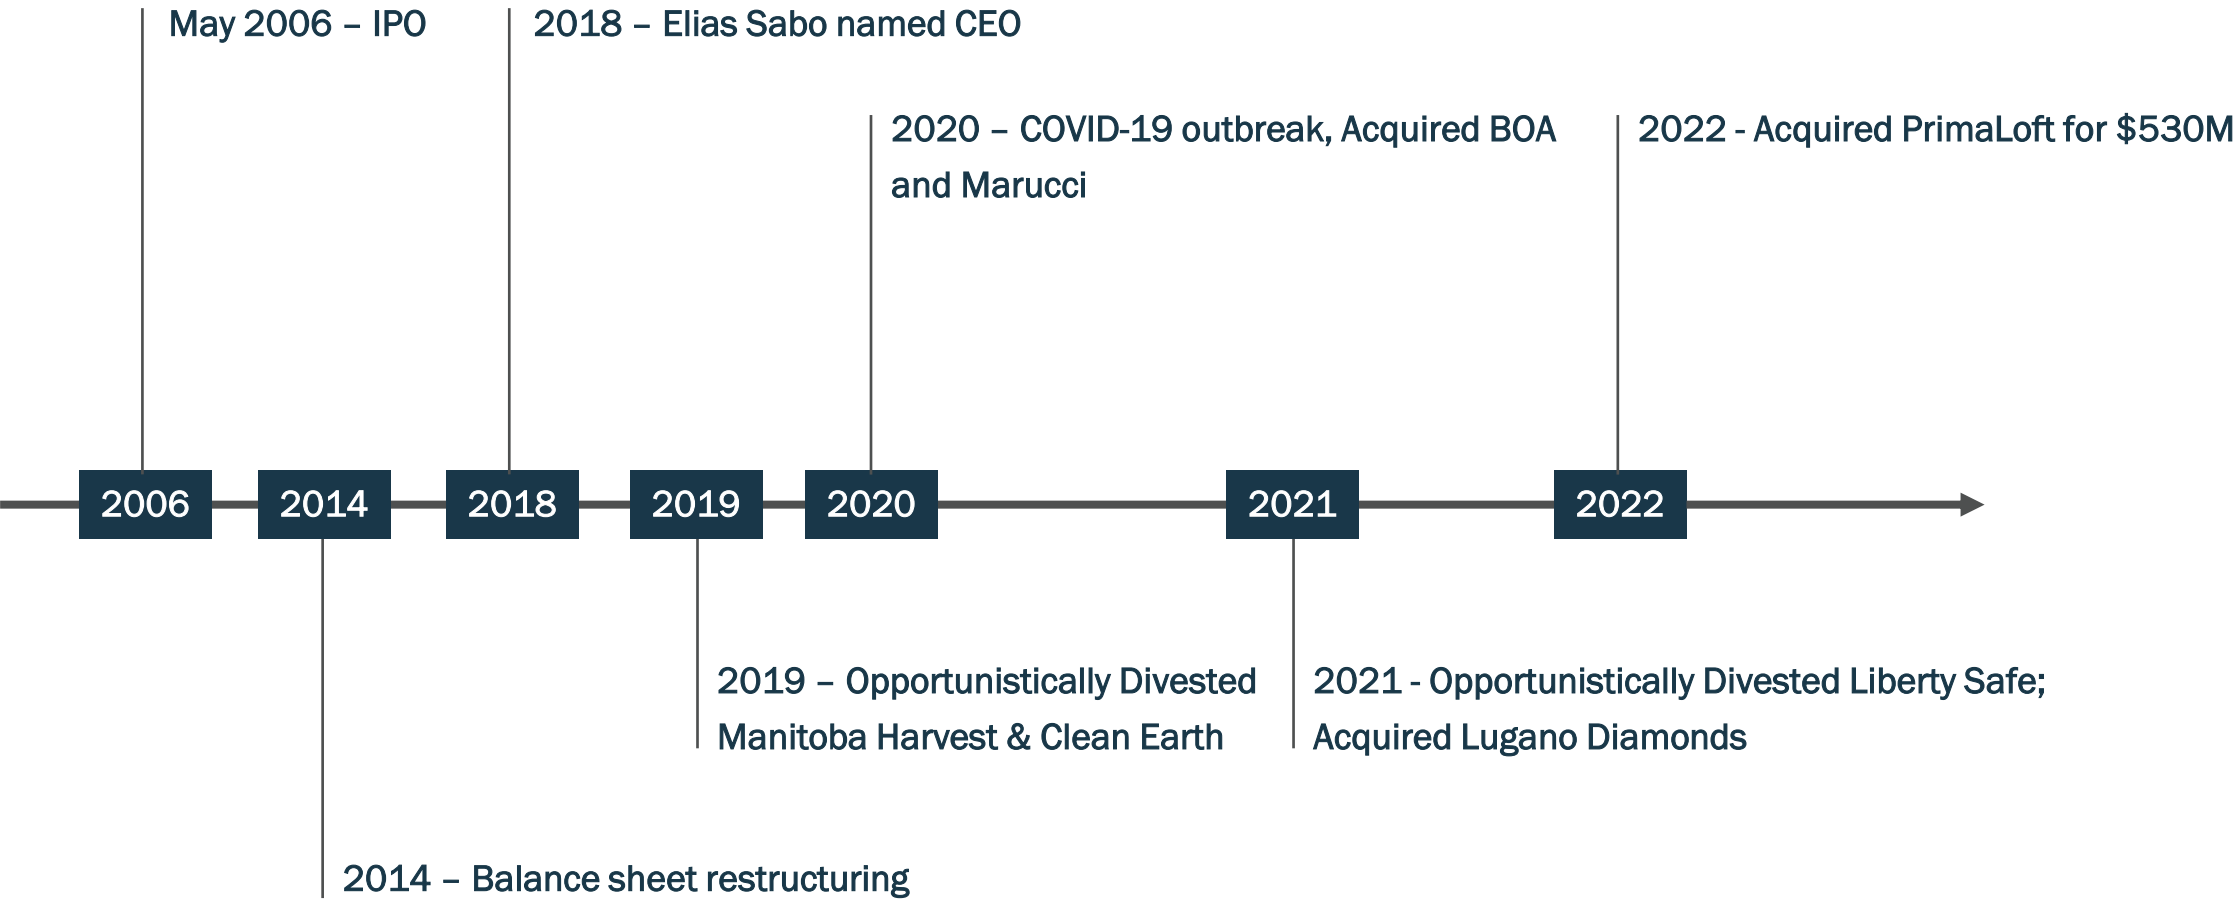 May 2006 – IPO
2018 – Elias Sabo named CEO
2020 – COVID-19 outbreak, Acquired BOA
and Marucci
2022 - Acquired PrimaLoft for $530M
2006
2014
2018
2019
2020
2021
2022
2019 – Opportunistically Divested
Manitoba Harvest & Clean Earth
2021 - Opportunistically Divested Liberty Safe;
Acquired Lugano Diamonds
2014 – Balance sheet restructuring